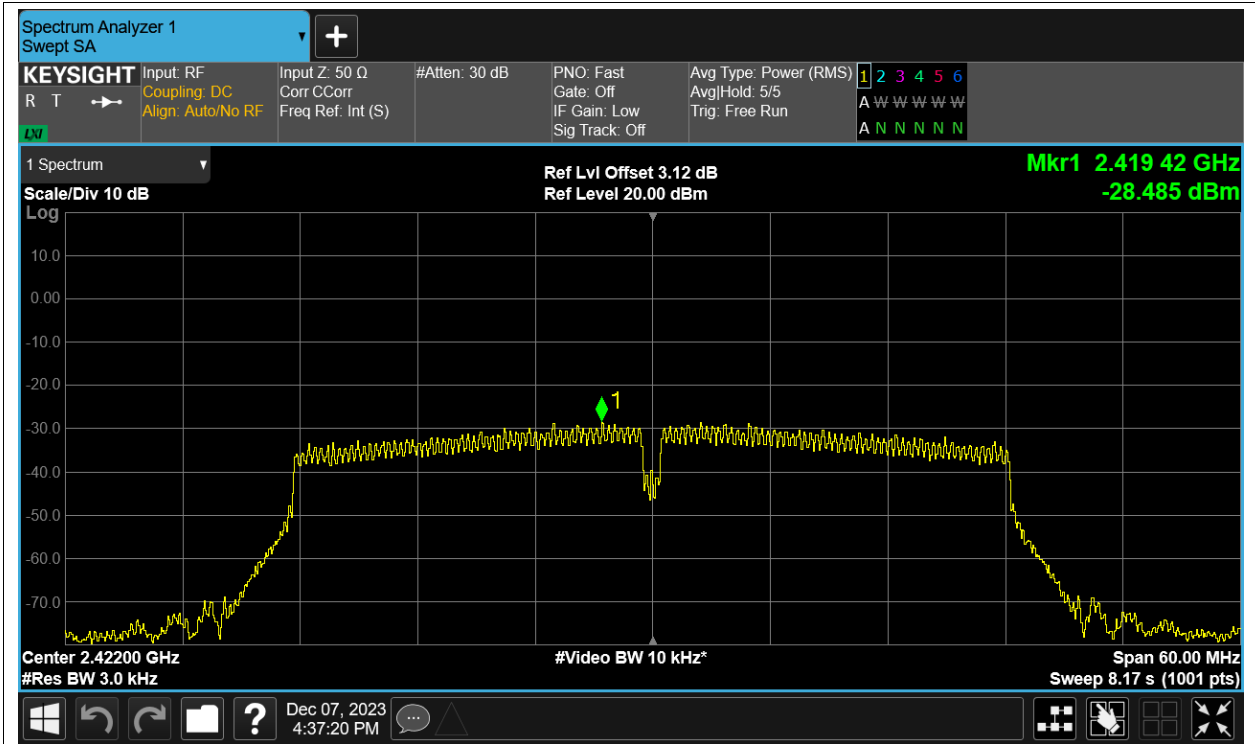 Spectrum Analyzer 1
Swept SA
KEYSIGHT
R T
LXI
Input: RF
Coupling: DC
Align: Auto/No RF
Input Z: 50 Ω
Corr CCorr
Freq Ref: Int (S)
#Atten: 30 dB
PNO: Fast
Gate: Off
IF Gain: Low
Sig Track: Off
Avg Type: Power (RMS)
Avg|Hold: 5/5
Trig: Free Run
1 2 3 4 5 6
A W W W W W
A N N N N N
1 Spectrum
Scale/Div 10 dB
Log
Ref Lvl Offset 3.12 dB
Ref Level 20.00 dBm
Mkr1 2.419 42 GHz
-28.485 dBm
10.0
0.00
-10.0
-20.0
1
-30.0
-40.0
-50.0
-60.0
-70.0
Center 2.42200 GHz
#Res BW 3.0 kHz
#Video BW 10 kHz*
Span 60.00 MHz
Sweep 8.17 s (1001 pts)
?
Dec 07, 2023
4:37:20 PM